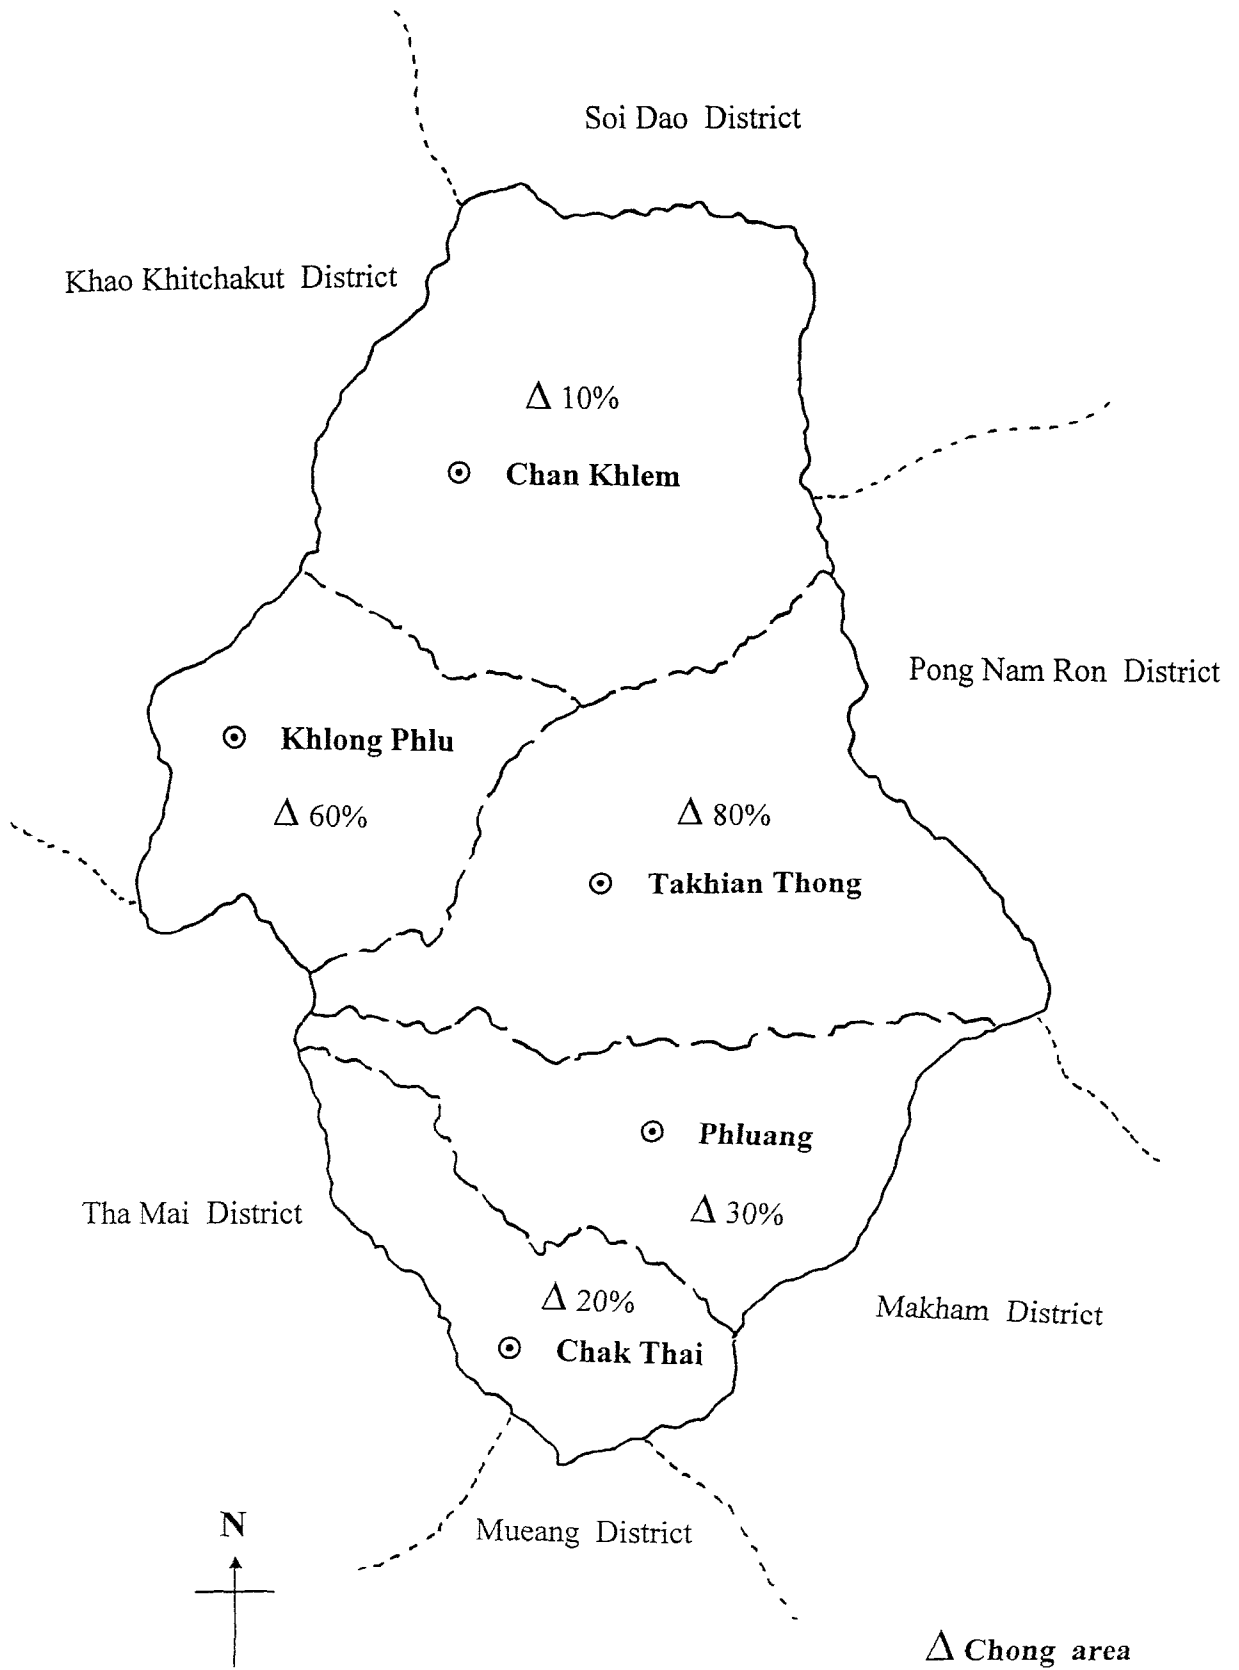 Soi Dao District
Khao Khitchakut District
Δ 10%
Chan Khlem
Pong Nam Ron District
Khlong Phlu
Δ 60%
Δ 80%
Takhian Thong
Phluang
Δ 30%
Tha Mai District
Δ 20%
Chak Thai
Makham District
Mueang District
N
Δ Chong area